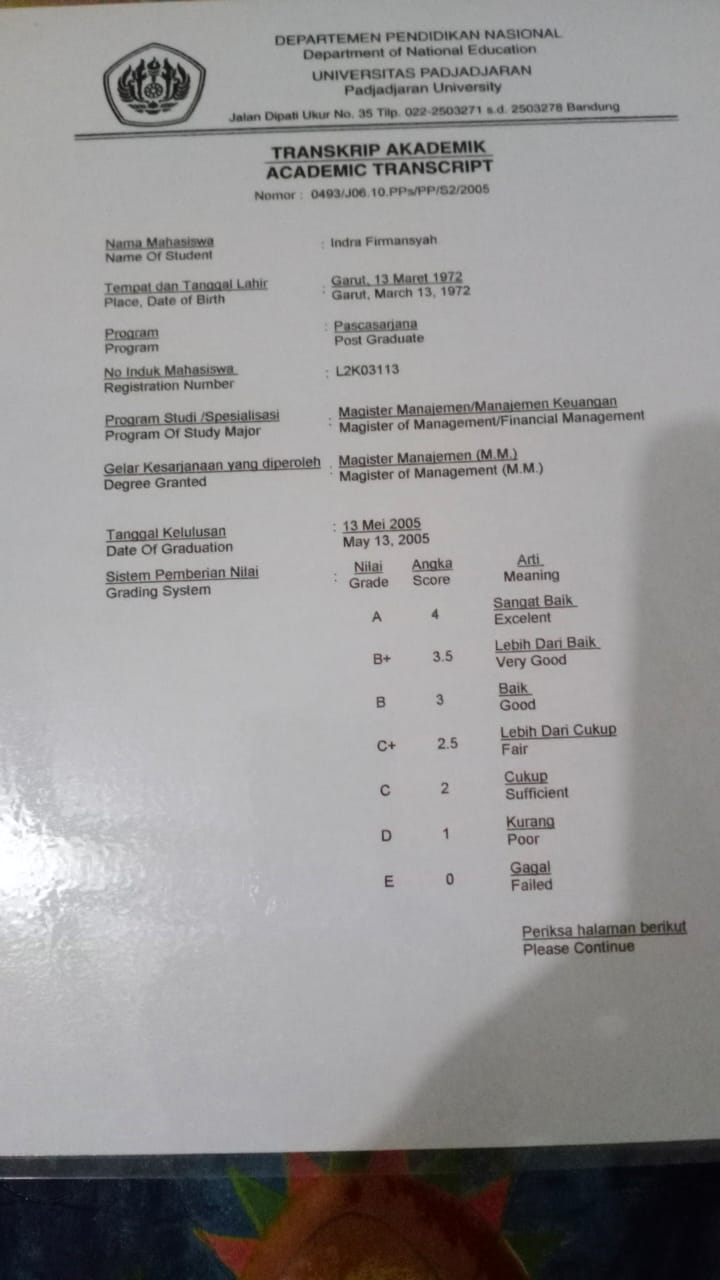 DEPARTEMEN PENDIDIKAN NASIONAL
Department of National Education
UNIVERSITAS PADJADJARAN
Padjadjaran University
Jalan Dipati Ukur No. 35 Tilp. 022-2503271 s.d. 2503278 Bandung
TRANSKRIP AKADEMIK
ACADEMIC TRANSCRIPT
Nomor : 0493/J06.10.PPs/PP/S2/2005
Nama Mahasiswa : Indra Firmansyah
Name Of Student
Tempat dan Tanggal Lahir : Garut, 13 Maret 1972
Place, Date of Birth Garut, March 13, 1972
Program : Pascasarjana
Program Post Graduate
No Induk Mahasiswa : L2K03113
Registration Number
Program Studi /Spesialisasi : Magister Manajemen/Manajemen Keuangan
Program Of Study Major Magister of Management/Financial Management
Gelar Kesarjanaan yang diperoleh : Magister Manajemen (M.M.)
Degree Granted Magister of Management (M.M.)
Tanggal Kelulusan : 13 Mei 2005
Date Of Graduation May 13, 2005
Sistem Pemberian Nilai : Nilai Angka Arti
Grading System Grade Score Meaning
A 4 Sangat Baik
Excelent
B+ 3.5 Lebih Dari Baik
Very Good
B 3 Baik
Good
C+ 2.5 Lebih Dari Cukup
Fair
C 2 Cukup
Sufficient
D 1 Kurang
Poor
E 0 Gagal
Failed
Periksa halaman berikut
Please Continue